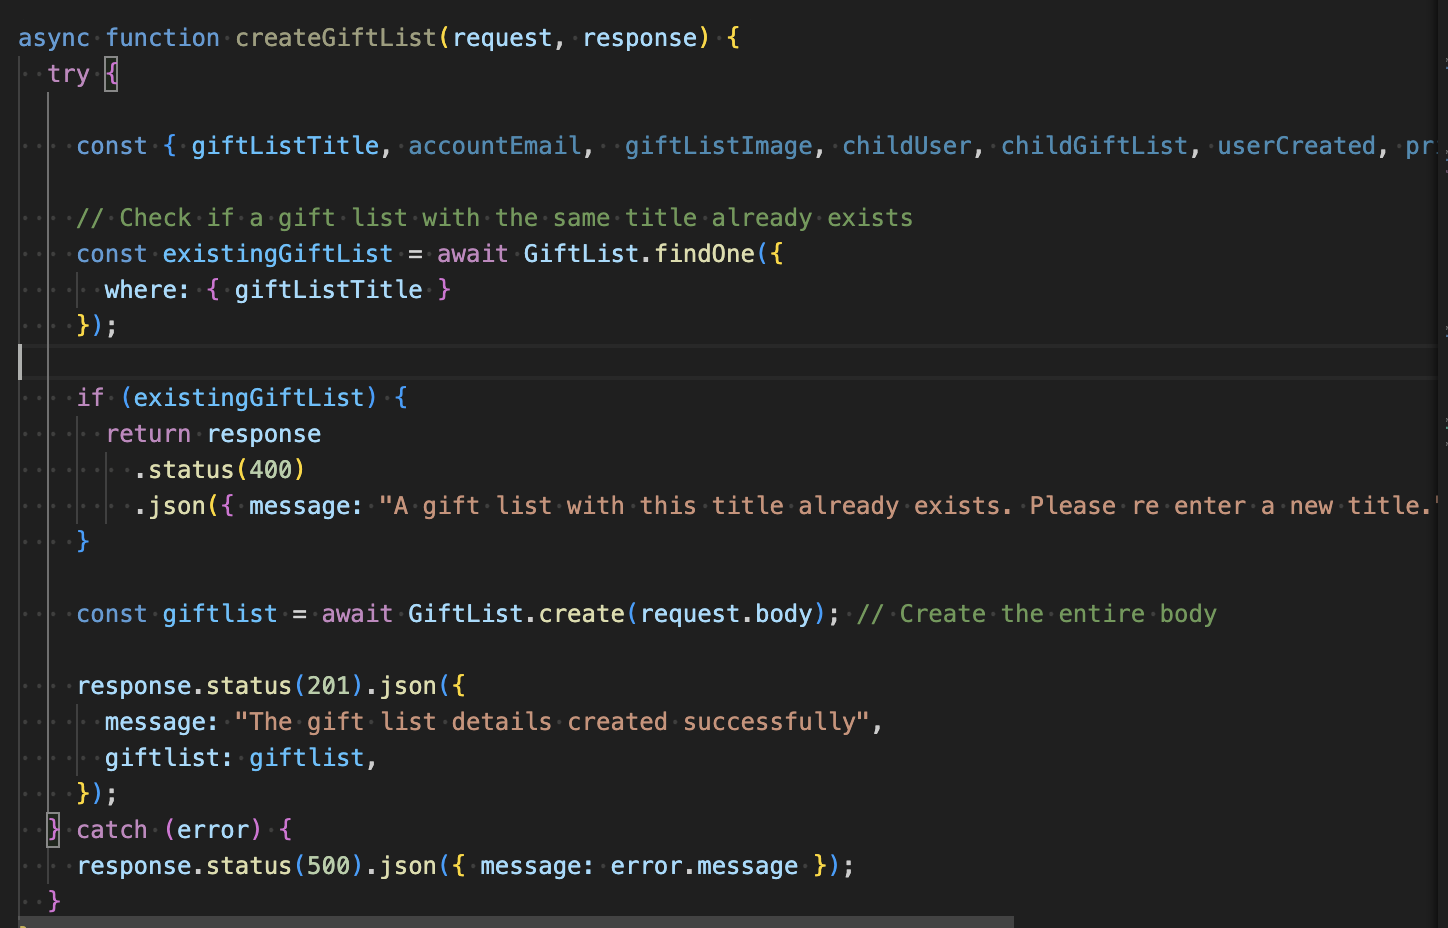 async function createGiftList(request, response) {
try {
const { giftListTitle, accountEmail,  giftListImage, childUser, childGiftList, userCreated, pr
// Check if a gift list with the same title already exists
const existingGiftList = await GiftList.findOne({
where: { giftListTitle }
});
if (existingGiftList) {
return response
.status(400)
.json({ message: "A gift list with this title already exists. Please re enter a new title."
}
const giftlist = await GiftList.create(request.body); // Create the entire body
response.status(201).json({
message: "The gift list details created successfully",
giftlist: giftlist,
});
} catch (error) {
response.status(500).json({ message: error.message });
}